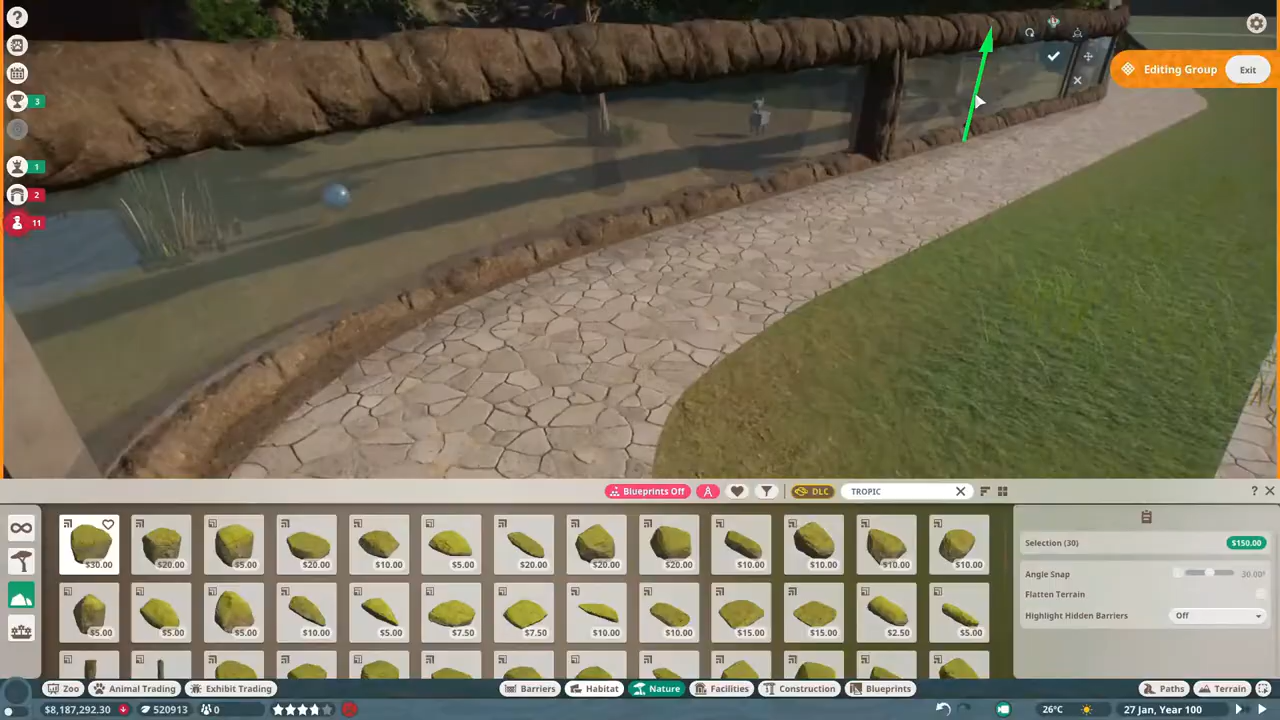 ?
Editing Group
Exit
3
1
2
11
Blueprints Off
DLC
TROPIC
?
$30.00
$20.00
$5.00
$20.00
$10.00
$5.00
$20.00
$20.00
$20.00
$10.00
$10.00
$10.00
$10.00
$5.00
$5.00
$5.00
$10.00
$5.00
$7.50
$7.50
$10.00
$10.00
$15.00
$15.00
$2.50
$5.00
Selection (30)
$150.00
Angle Snap
30.00°
Flatten Terrain
Highlight Hidden Barriers
Off
Zoo
Animal Trading
Exhibit Trading
Barriers
Habitat
Nature
Facilities
Construction
Blueprints
Paths
Terrain
$8,187,292.30
520913
0
26°C
27 Jan, Year 100